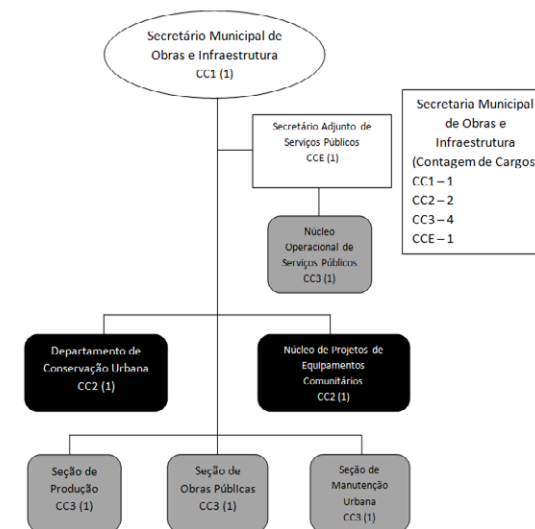 Secretário Municipal de
Obras e Infraestrutura
CC1 (1)
Secretário Adjunto de
Serviços Públicos
CCE (1)
Secretaria Municipal
de Obras e
Infraestrutura
(Contagem de Cargos
CC1 – 1
CC2 – 2
CC3 – 4
CCE – 1
Núcleo
Operacional de
Serviços Públicos
CC3 (1)
Departamento de
Conservação Urbana
CC2 (1)
Núcleo de Projetos de
Equipamentos
Comunitários
CC2 (1)
Seção de
Produção
CC3 (1)
Seção de
Obras Públicas
CC3 (1)
Seção de
Manutenção
Urbana
CC3 (1)